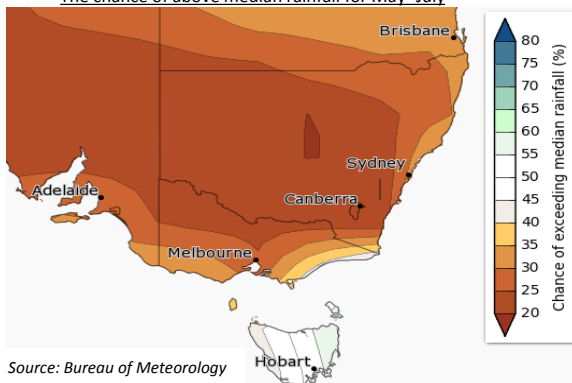 The chance of above median rainfall for May–July
Brisbane
Sydney
Adelaide
Canberra
Melbourne
Hobart
Source: Bureau of Meteorology
80
75
70
65
60
55
50
45
40
35
30
25
20
Chance of exceeding median rainfall (%)